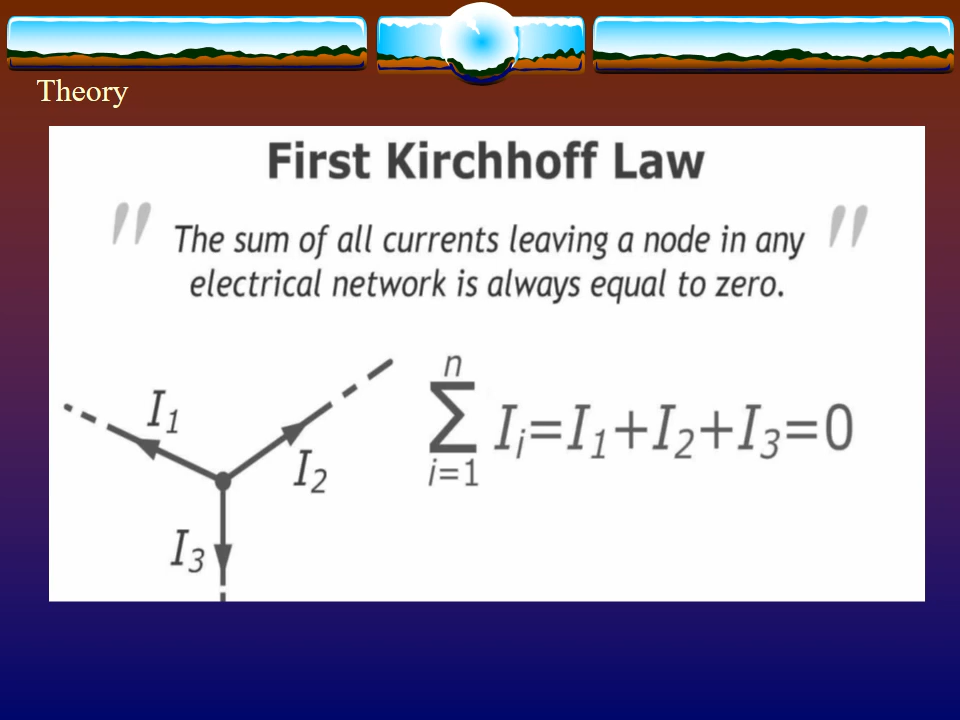 Theory
First Kirchhoff Law
" The sum of all currents leaving a node in any "
electrical network is always equal to zero.
I₁
I₂
I₃
n
∑ Iᵢ=I₁+I₂+I₃=0
i=1